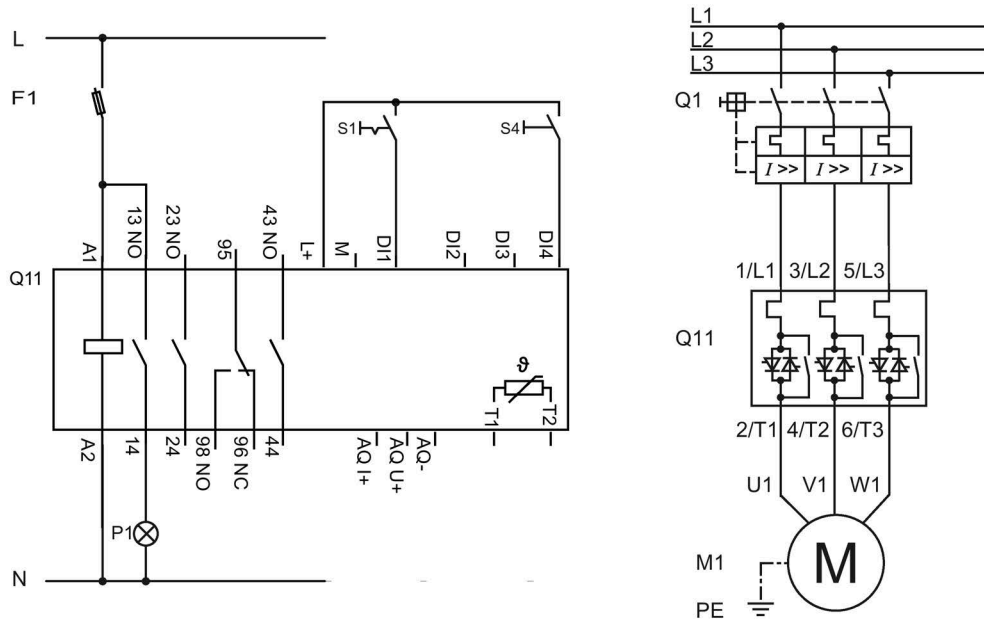 L
F1
S1
S4
A1
13 NO
23 NO
95
43 NO
L+
M
DI1
DI2
DI3
DI4
Q11
ϑ
T1
T2
A2
14
24
98 NO
96 NC
44
AQ I+
AQ U+
AQ-
P1
N
L1
L2
L3
Q1
I >> I >> I >>
1/L1 3/L2 5/L3
Q11
2/T1 4/T2 6/T3
U1 V1 W1
M1
M
PE